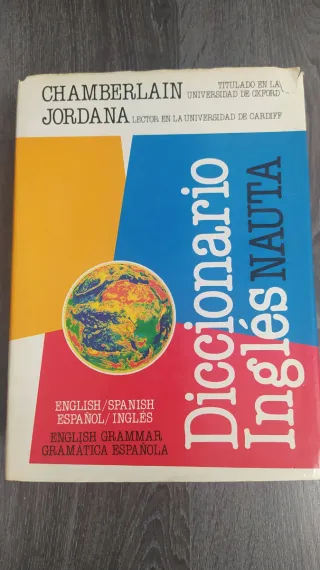 CHAMBERLAIN
TITULADO EN LA
UNIVERSIDAD DE OXFORD
JORDANA
LECTOR EN LA UNIVERSIDAD DE CARDIFF
Diccionario
Inglés NAUTA
ENGLISH/SPANISH
ESPAÑOL/INGLÉS
ENGLISH GRAMMAR
GRAMATICA ESPAÑOLA